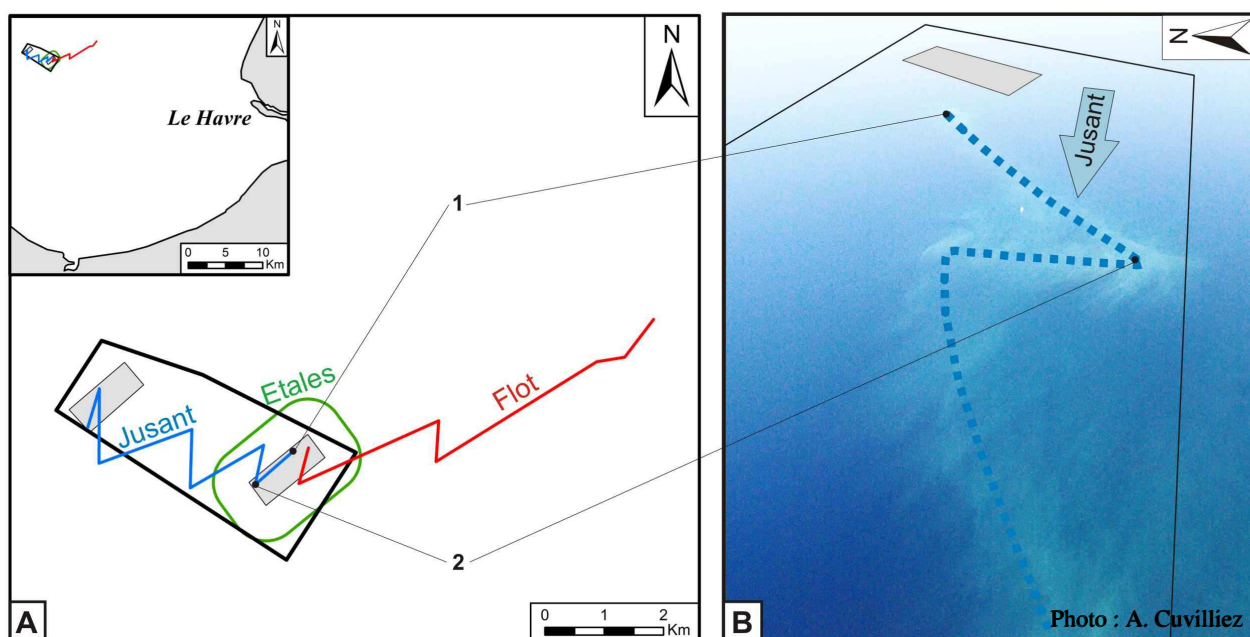 N
Le Havre
0 5 10
Km
N
1
Etales
Flot
Jusant
2
0 1 2
Km
A
N
Jusant
B
Photo : A. Cuvilliez